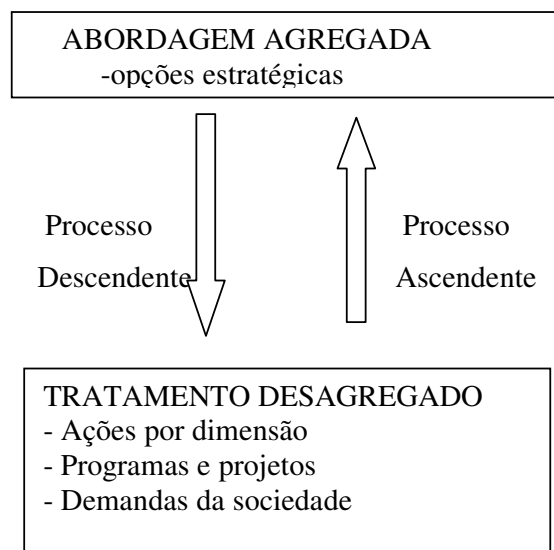 ABORDAGEM AGREGADA
-opções estratégicas
Processo
Descendente
Processo
Ascendente
TRATAMENTO DESAGREGADO
- Ações por dimensão
- Programas e projetos
- Demandas da sociedade